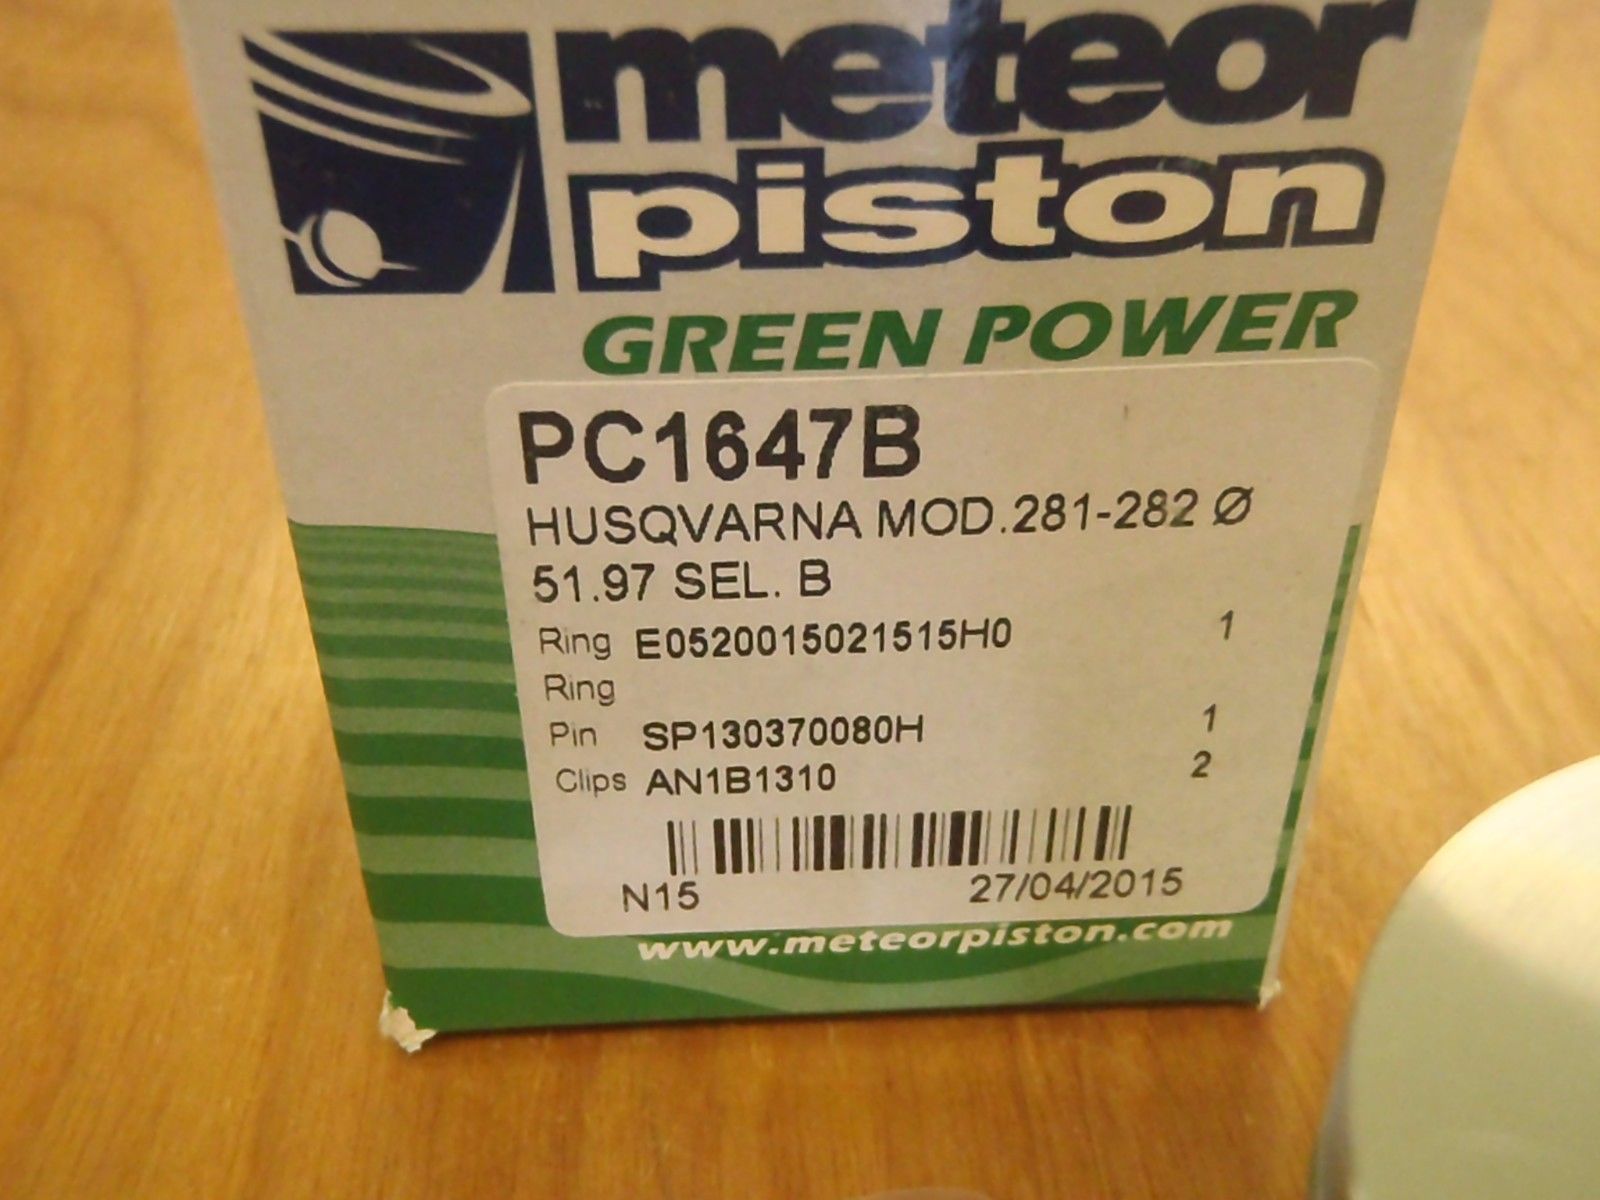 meteor
piston
GREEN POWER
PC1647B
HUSQVARNA MOD.281-282 Ø
51.97 SEL. B
Ring E0520015021515H0 1
Ring
Pin SP130370080H 1
Clips AN1B1310 2
N15 27/04/2015
www.meteorpiston.com